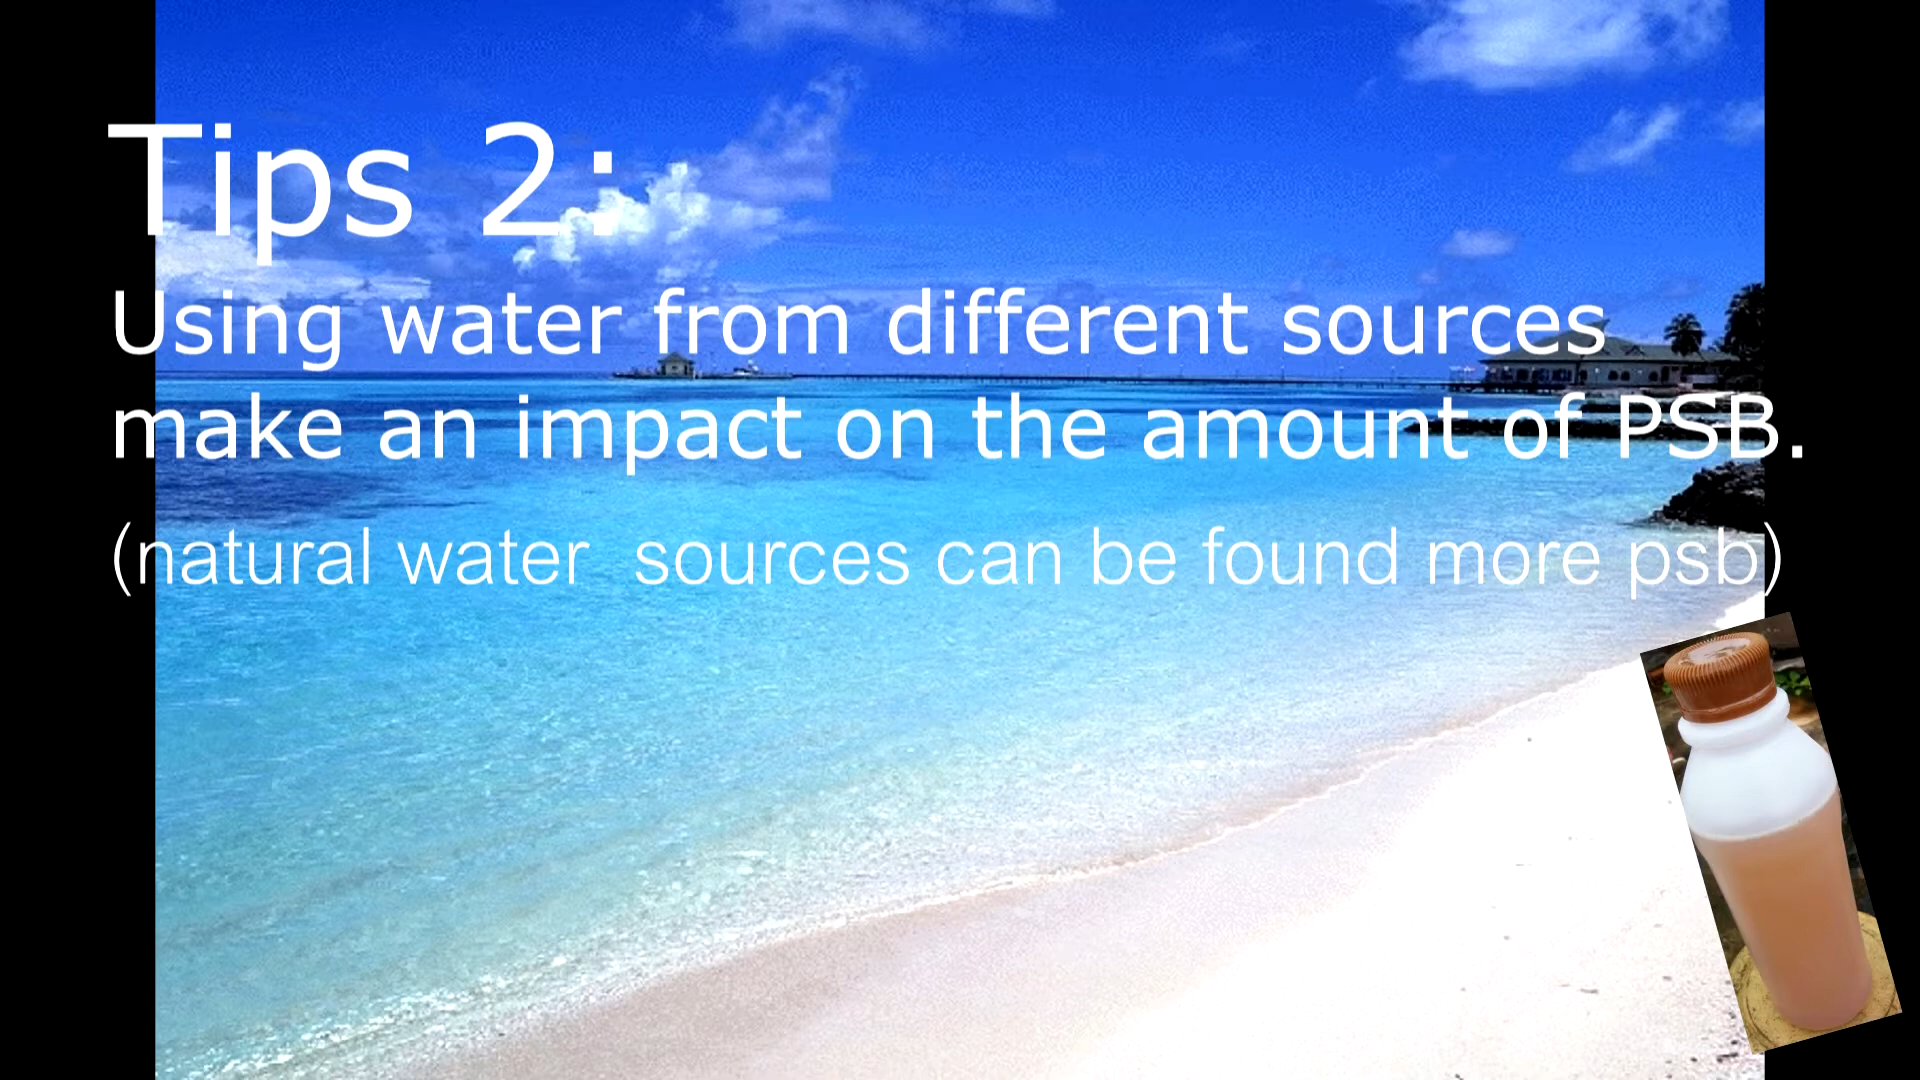 Tips 2:
Using water from different sources
make an impact on the amount of PSB.
(natural water  sources can be found more psb)